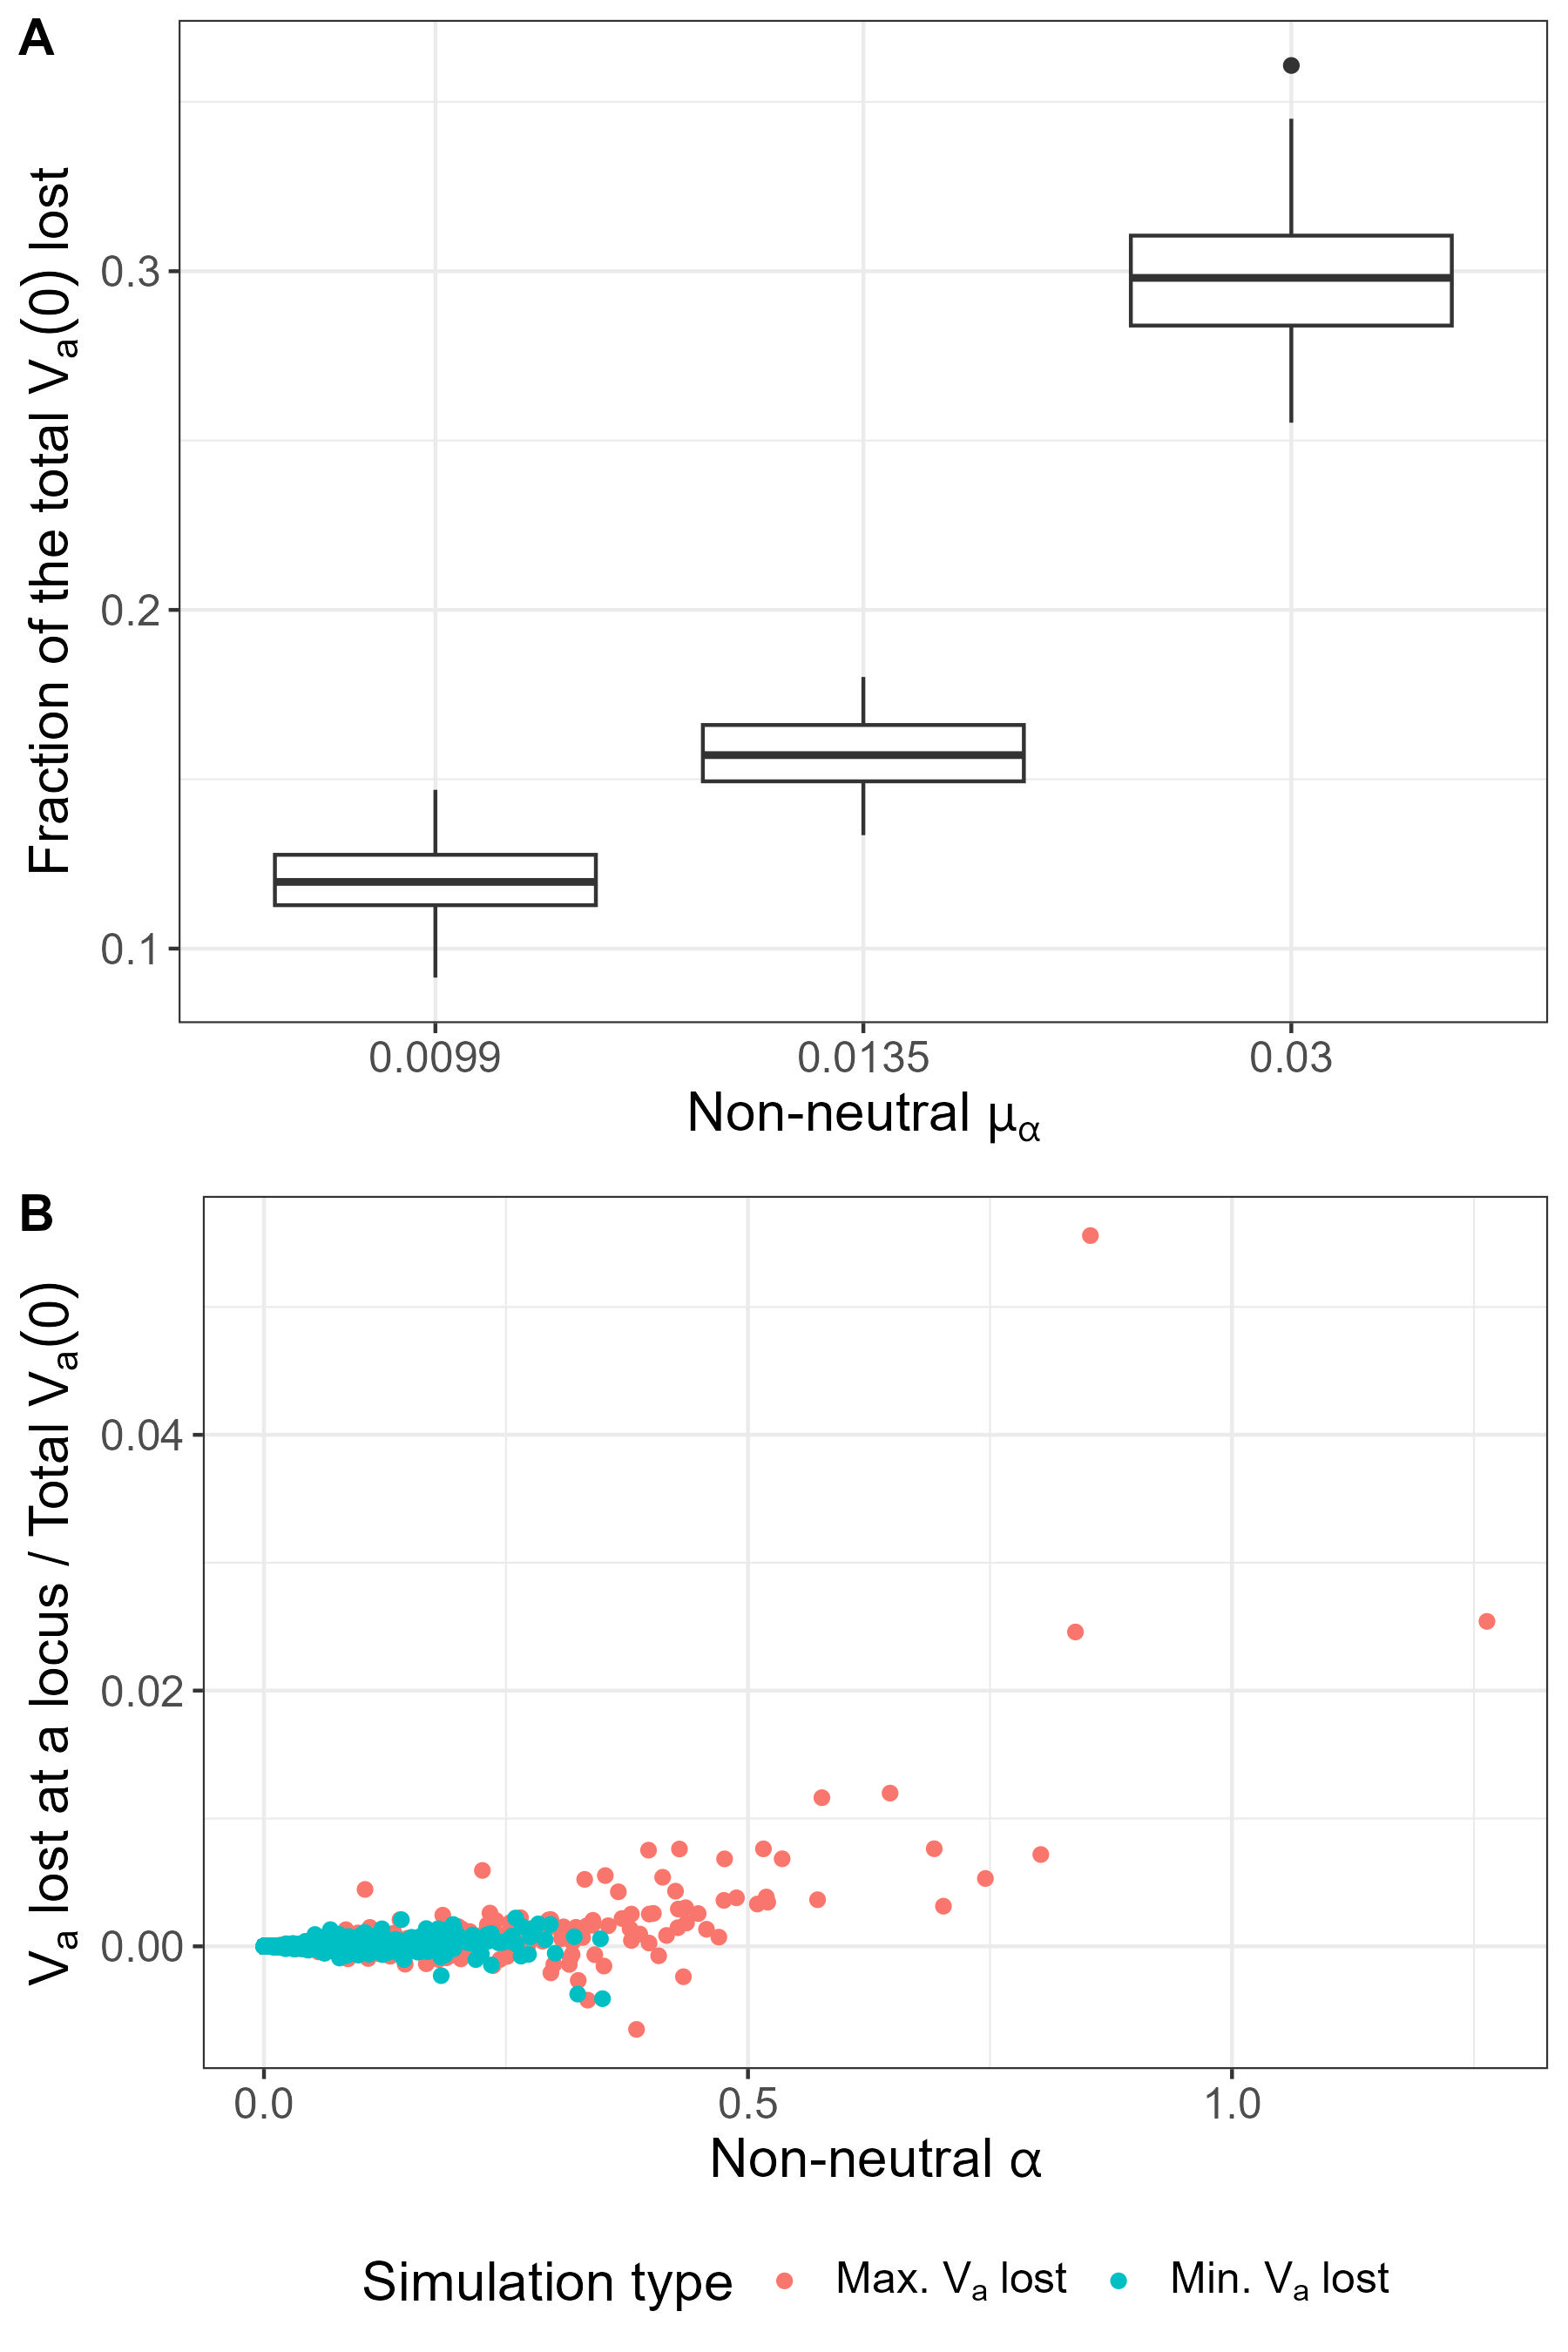 A
Fraction of the total Va(0) lost
0.3
0.2
0.1
0.0099 0.0135 0.03
Non-neutral μα
B
Va lost at a locus / Total Va(0)
0.04
0.02
0.00
0.0 0.5 1.0
Non-neutral α
Simulation type Max. Va lost Min. Va lost